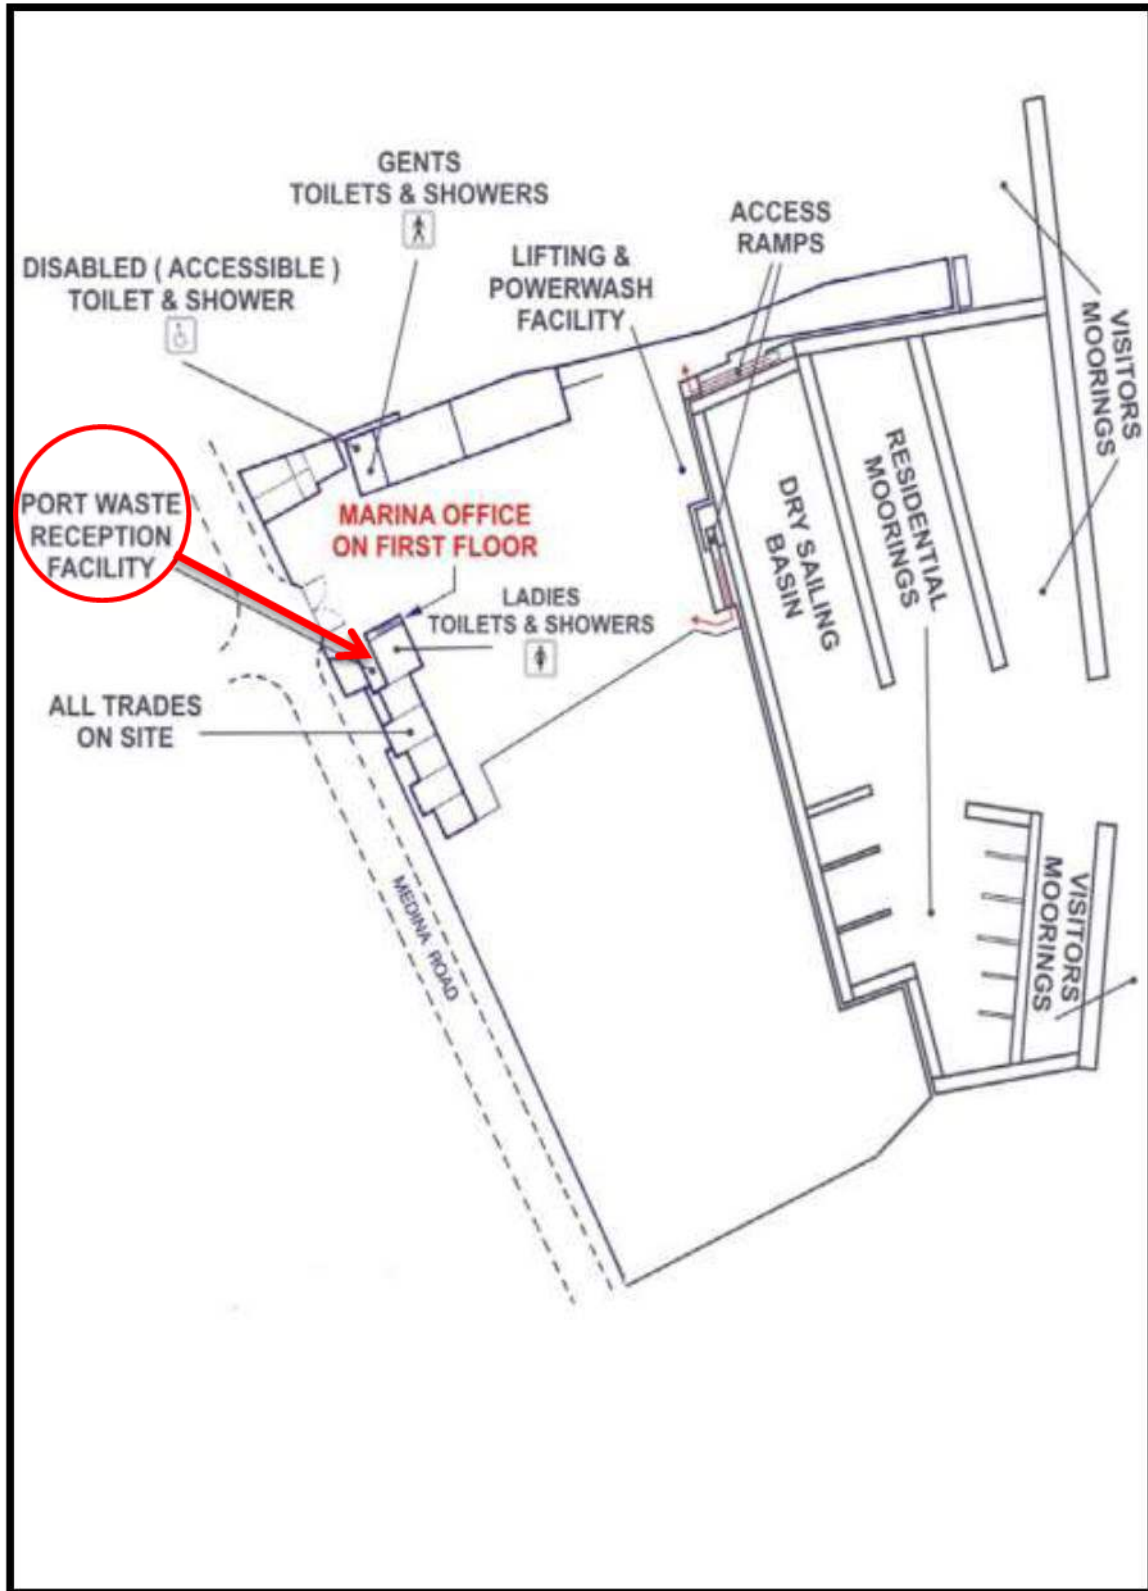 GENTS
TOILETS & SHOWERS
ACCESS
RAMPS
LIFTING &
POWERWASH
FACILITY
DISABLED ( ACCESSIBLE )
TOILET & SHOWER
VISITORS
MOORINGS
RESIDENTIAL
MOORINGS
DRY SAILING
BASIN
PORT WASTE
RECEPTION
FACILITY
MARINA OFFICE
ON FIRST FLOOR
LADIES
TOILETS & SHOWERS
ALL TRADES
ON SITE
MEDINA ROAD
VISITORS
MOORINGS